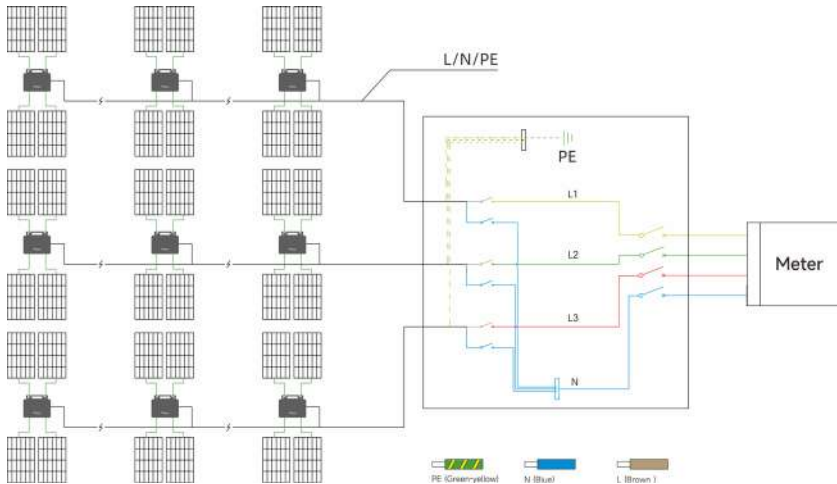 L/N/PE
PE
L1
L2
L3
N
Meter
PE (Green-yellow)
N (Blue)
L (Brown )